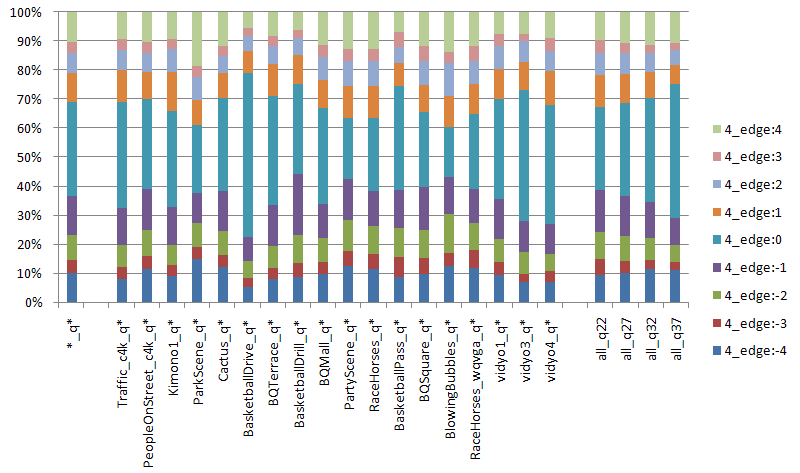 100%
90%
80%
70%
60%
50%
40%
30%
20%
10%
0%
*_q*
Traffic_c4k_q*
PeopleOnStreet_c4k_q*
Kimono1_q*
ParkScene_q*
Cactus_q*
BasketballDrive_q*
BQTerrace_q*
BasketballDrill_q*
BQMall_q*
PartyScene_q*
RaceHorses_q*
BasketballPass_q*
BQSquare_q*
BlowingBubbles_q*
RaceHorses_wqvga_q*
vidyo1_q*
vidyo3_q*
vidyo4_q*
all_q22
all_q27
all_q32
all_q37
4_edge:4
4_edge:3
4_edge:2
4_edge:1
4_edge:0
4_edge:-1
4_edge:-2
4_edge:-3
4_edge:-4